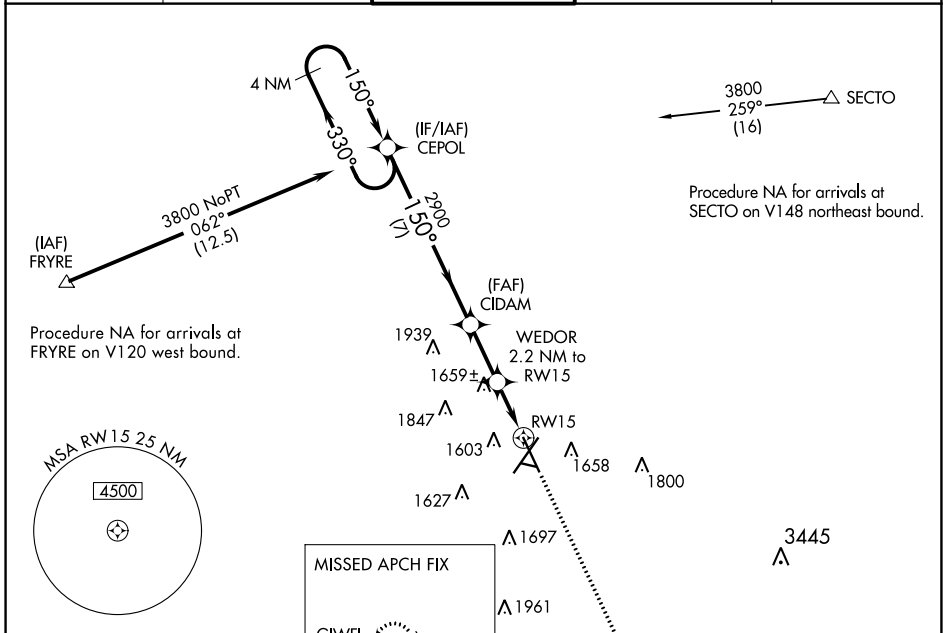 4 NM
150°
330°
(IF/IAF)
CEPOL
3800
259°
(16)
SECTO
Procedure NA for arrivals at
SECTO on V148 northeast bound.
3800 NoPT
062°
(12.5)
(IAF)
FRYRE
2900
150°
(7)
Procedure NA for arrivals at
FRYRE on V120 west bound.
(FAF)
CIDAM
1939
WEDOR
2.2 NM to
RW15
1659±
1847
RW15
1603
1658
1800
1627
MSA RW15 25 NM
4500
1697
3445
MISSED APCH FIX
1961